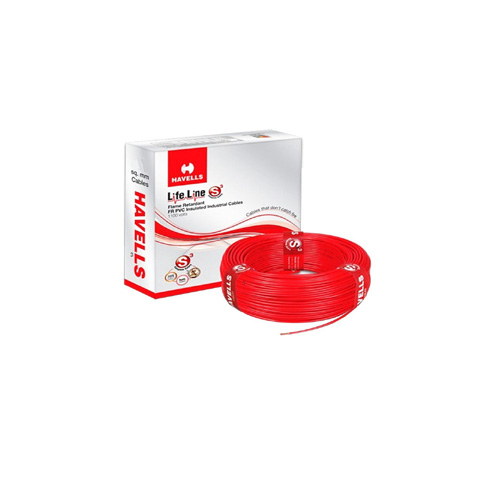 HAVELLS
Life Line S³
Flame Retardant
FR PVC Insulated Industrial Cables
1100 volts
Cables that don't catch fire
sq. mm
Cables
HAVELLS
S³
S
HAVELLS
HAVELLS